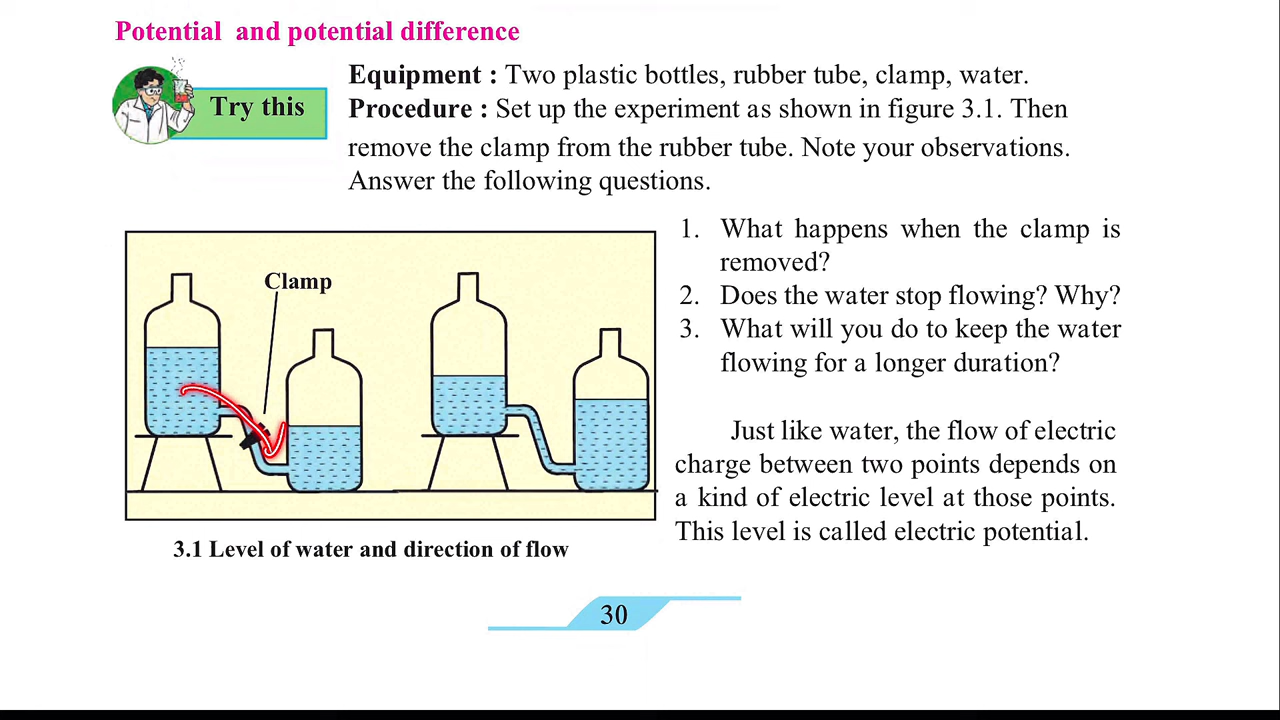 Potential and potential difference
Try this
Equipment : Two plastic bottles, rubber tube, clamp, water.
Procedure : Set up the experiment as shown in figure 3.1. Then
remove the clamp from the rubber tube. Note your observations.
Answer the following questions.
Clamp
3.1 Level of water and direction of flow
1. What happens when the clamp is
removed?
2. Does the water stop flowing? Why?
3. What will you do to keep the water
flowing for a longer duration?
Just like water, the flow of electric
charge between two points depends on
a kind of electric level at those points.
This level is called electric potential.
30